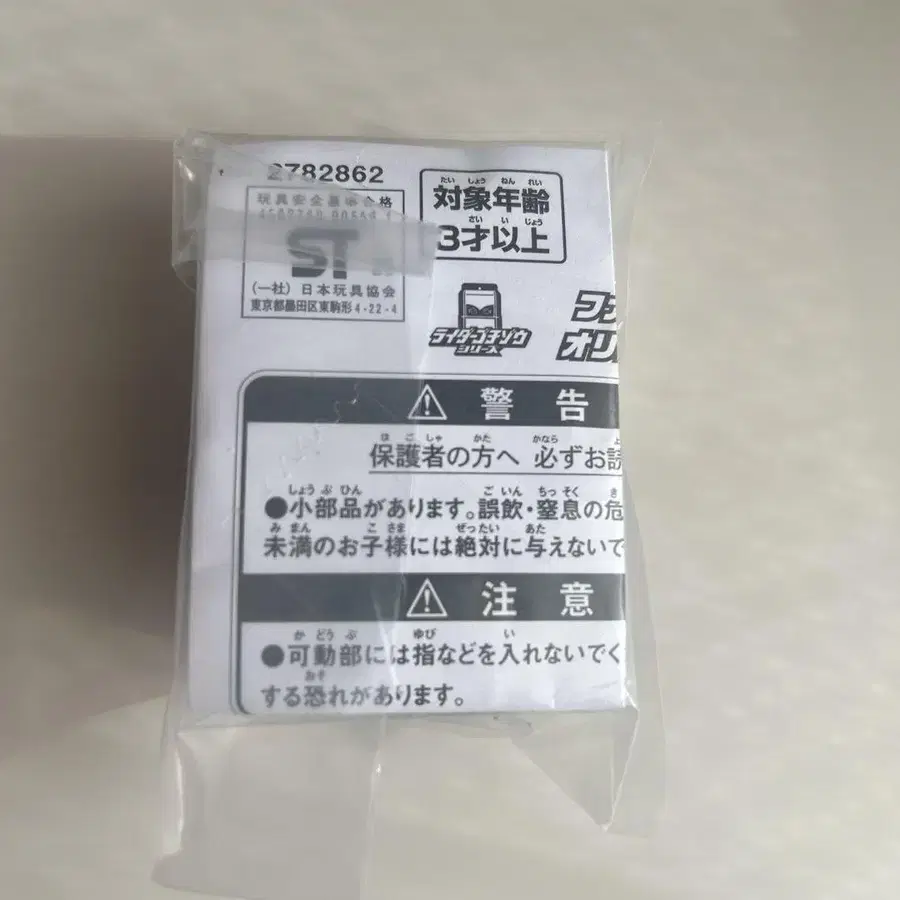 2782862
玩具安全基準合格
ST
(一社)日本玩具協会
東京都墨田区東駒形4-22-4
たいしょうねんれい
対象年齢
さいいじょう
3才以上
ライダーゴチゾウ
シリーズ
オリ
警告
ほごしゃ かた かなら
保護者の方へ 必ずお読
しょうぶひん ごいん ちっそく き
●小部品があります。誤飲・窒息の危
みまん こさま ぜったい あた
未満のお子様には絶対に与えないで
注意
かどうぶ ゆび い
●可動部には指などを入れないでく
おそ
する恐れがあります。